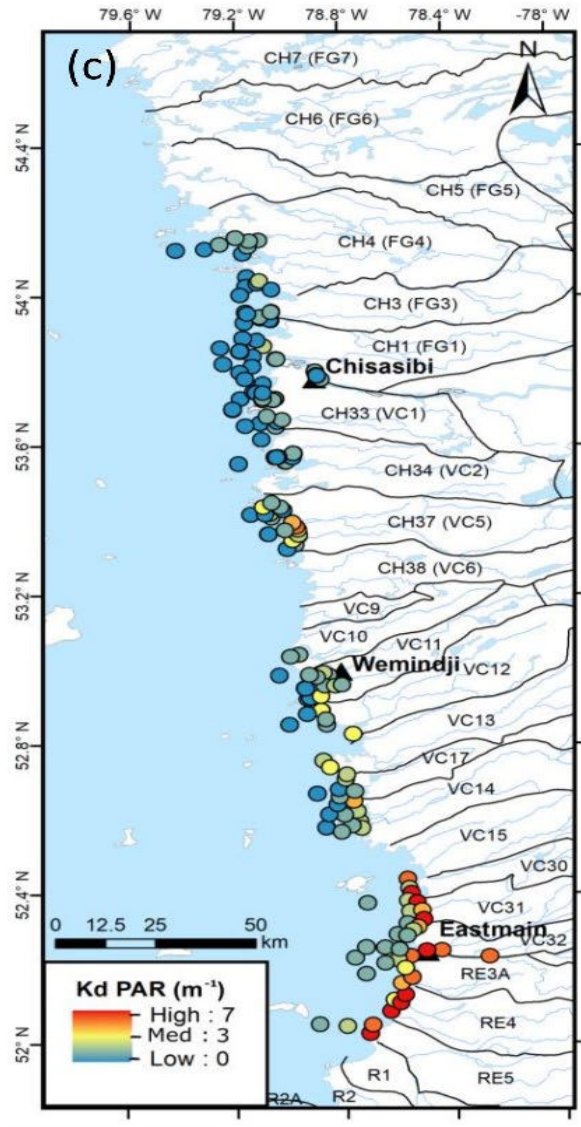 79.6° W
79.2° W
78.8° W
78.4° W
-78° W
(c)
N
CH7 (FG7)
CH6 (FG6)
CH5 (FG5)
CH4 (FG4)
CH3 (FG3)
CH1 (FG1)
Chisasibi
CH33 (VC1)
CH34 (VC2)
CH37 (VC5)
CH38 (VC6)
VC9
VC10
VC11
Wemindji
VC12
VC13
VC17
VC14
VC15
VC30
VC31
Eastmain
VC32
RE3A
RE4
R1
RE5
R2A
R2
54.4° N
54° N
53.6° N
53.2° N
52.8° N
52.4° N
52° N
0 12.5 25 50
km
Kd PAR (m⁻¹)
High : 7
Med : 3
Low : 0